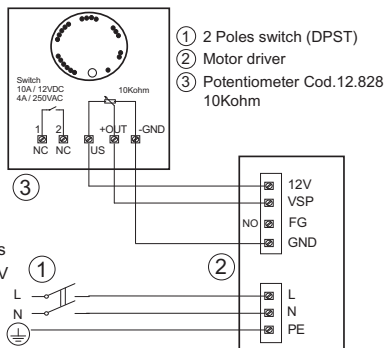 1 2 Poles switch (DPST)
2 Motor driver
3 Potentiometer Cod.12.828
10Kohm
Switch
10A / 12VDC
4A / 250VAC
10Kohm
1 2 +OUT -GND
NC NC US
3
12V
VSP
NO FG
GND
2
s
V
1
L
N
L
N
PE